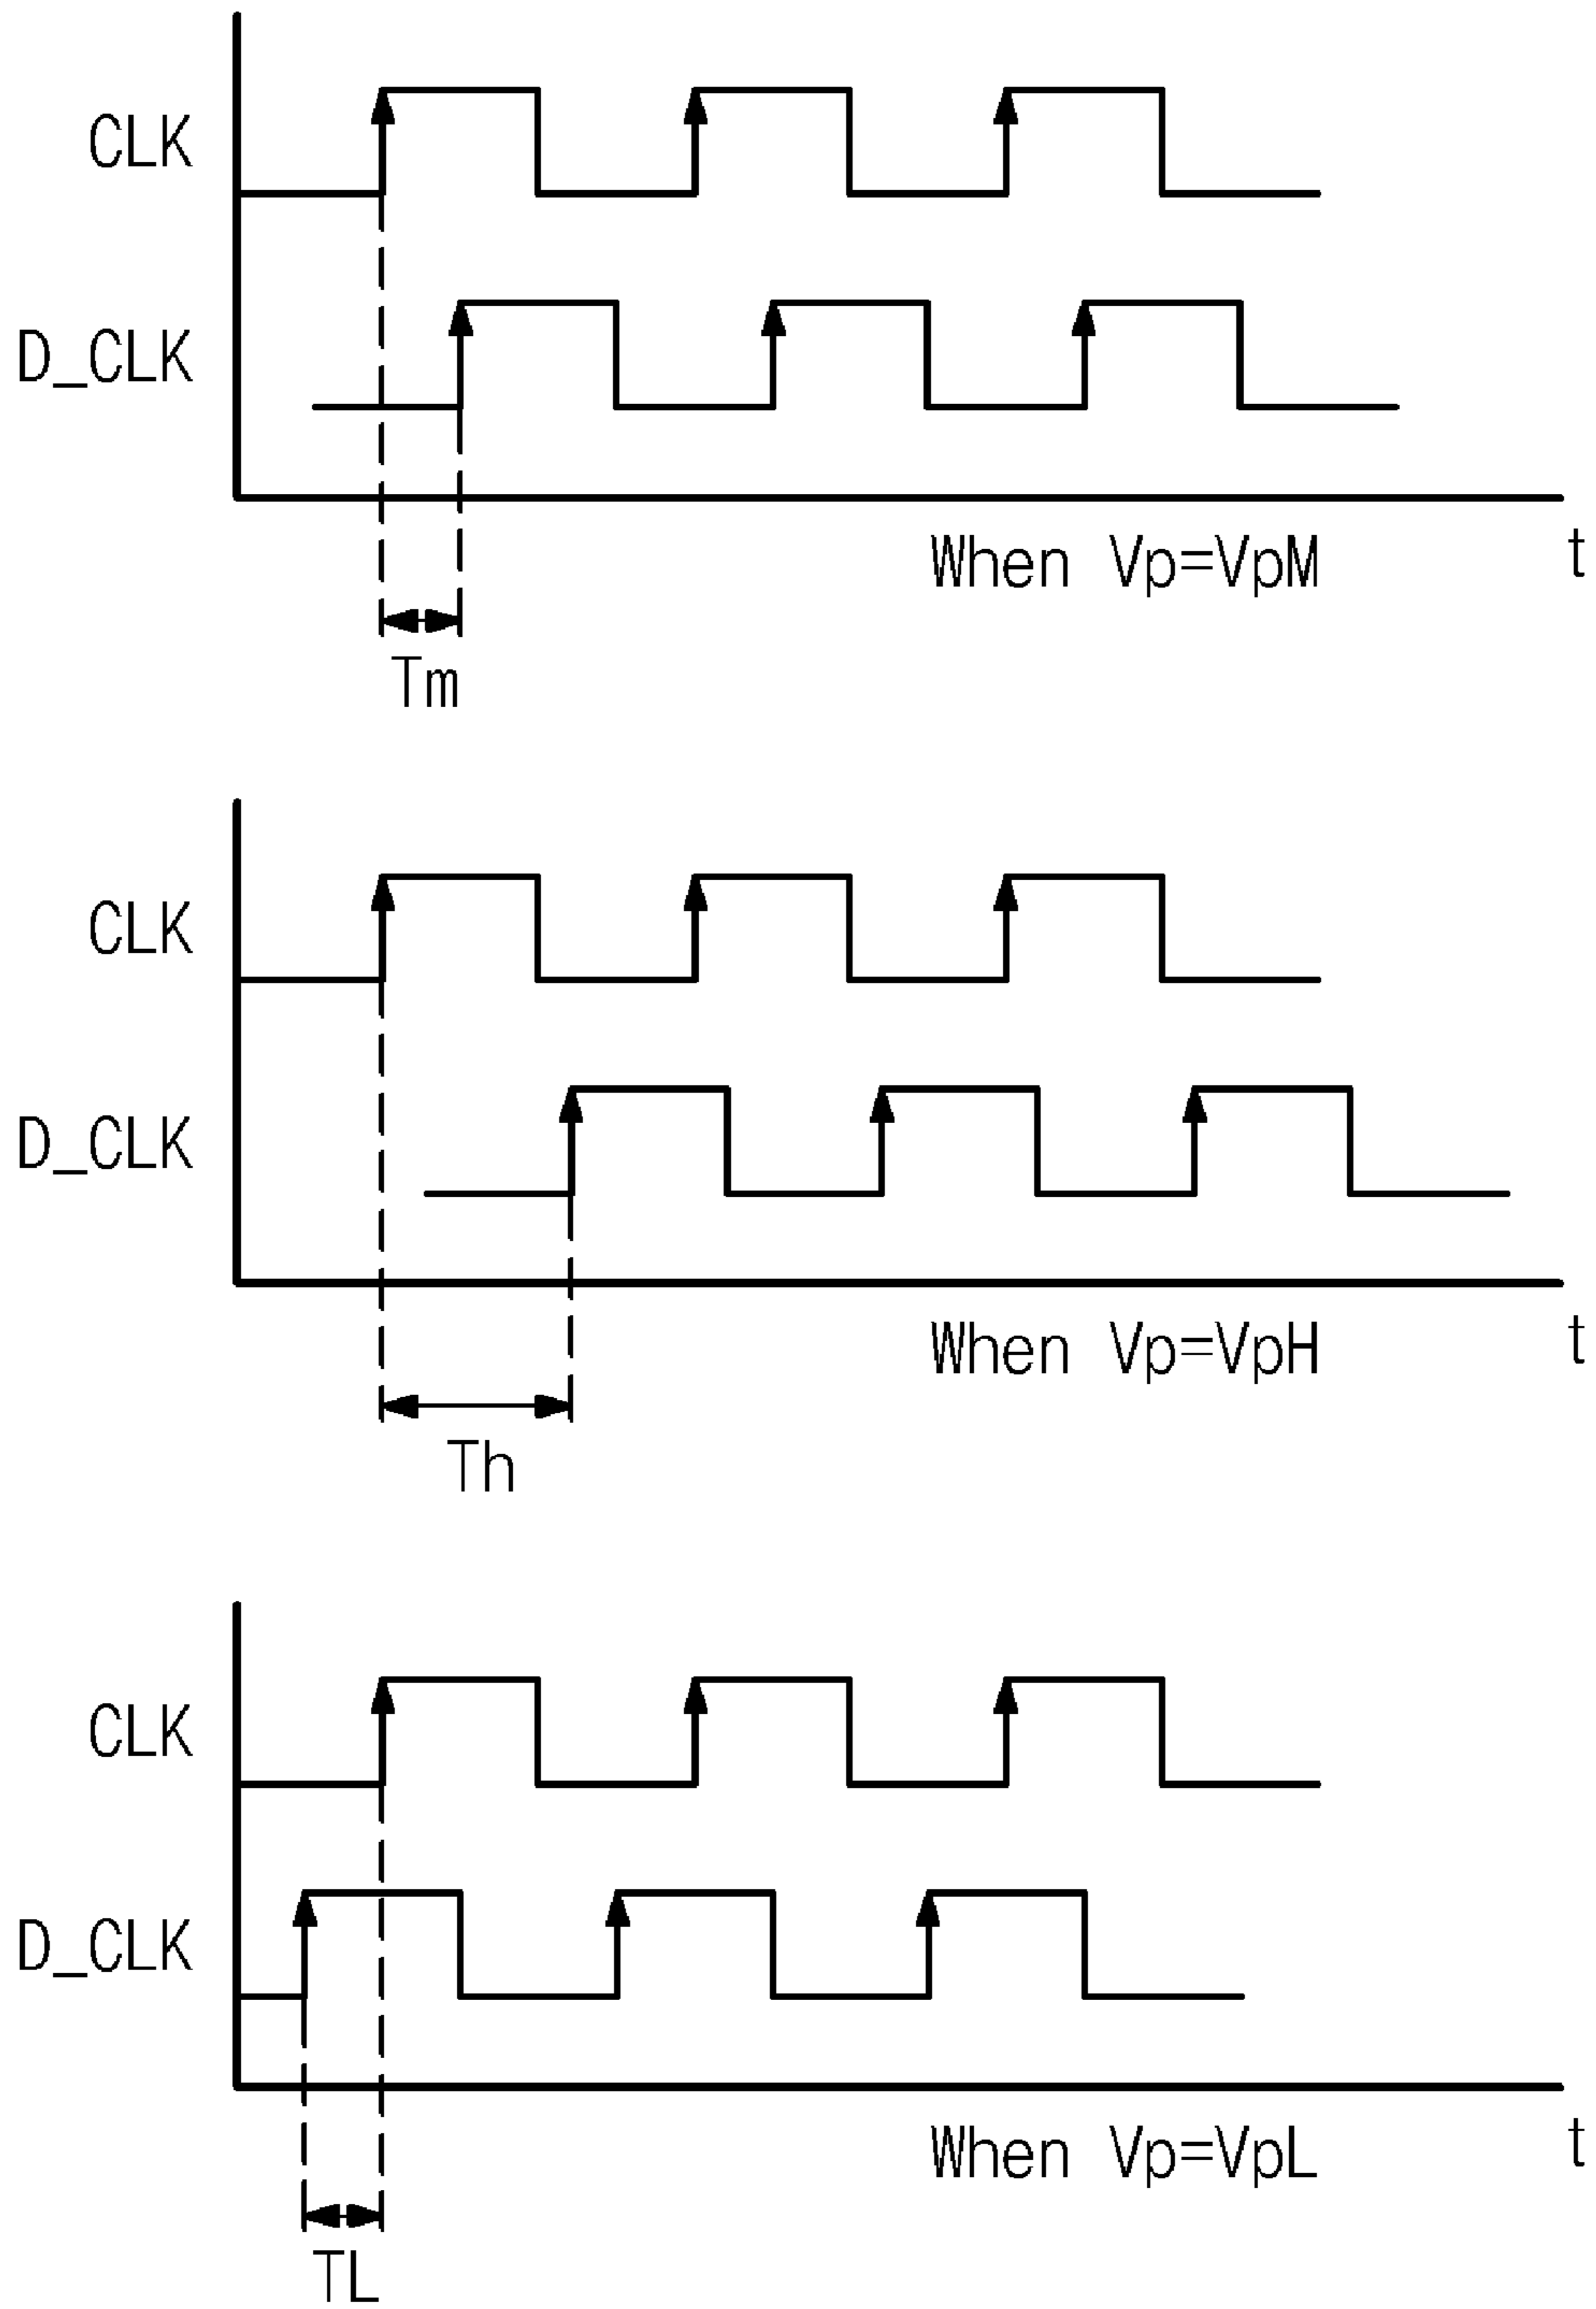 CLK
D_CLK
When Vp=VpM
t
Tm
CLK
D_CLK
When Vp=VpH
t
Th
CLK
D_CLK
When Vp=VpL
t
TL